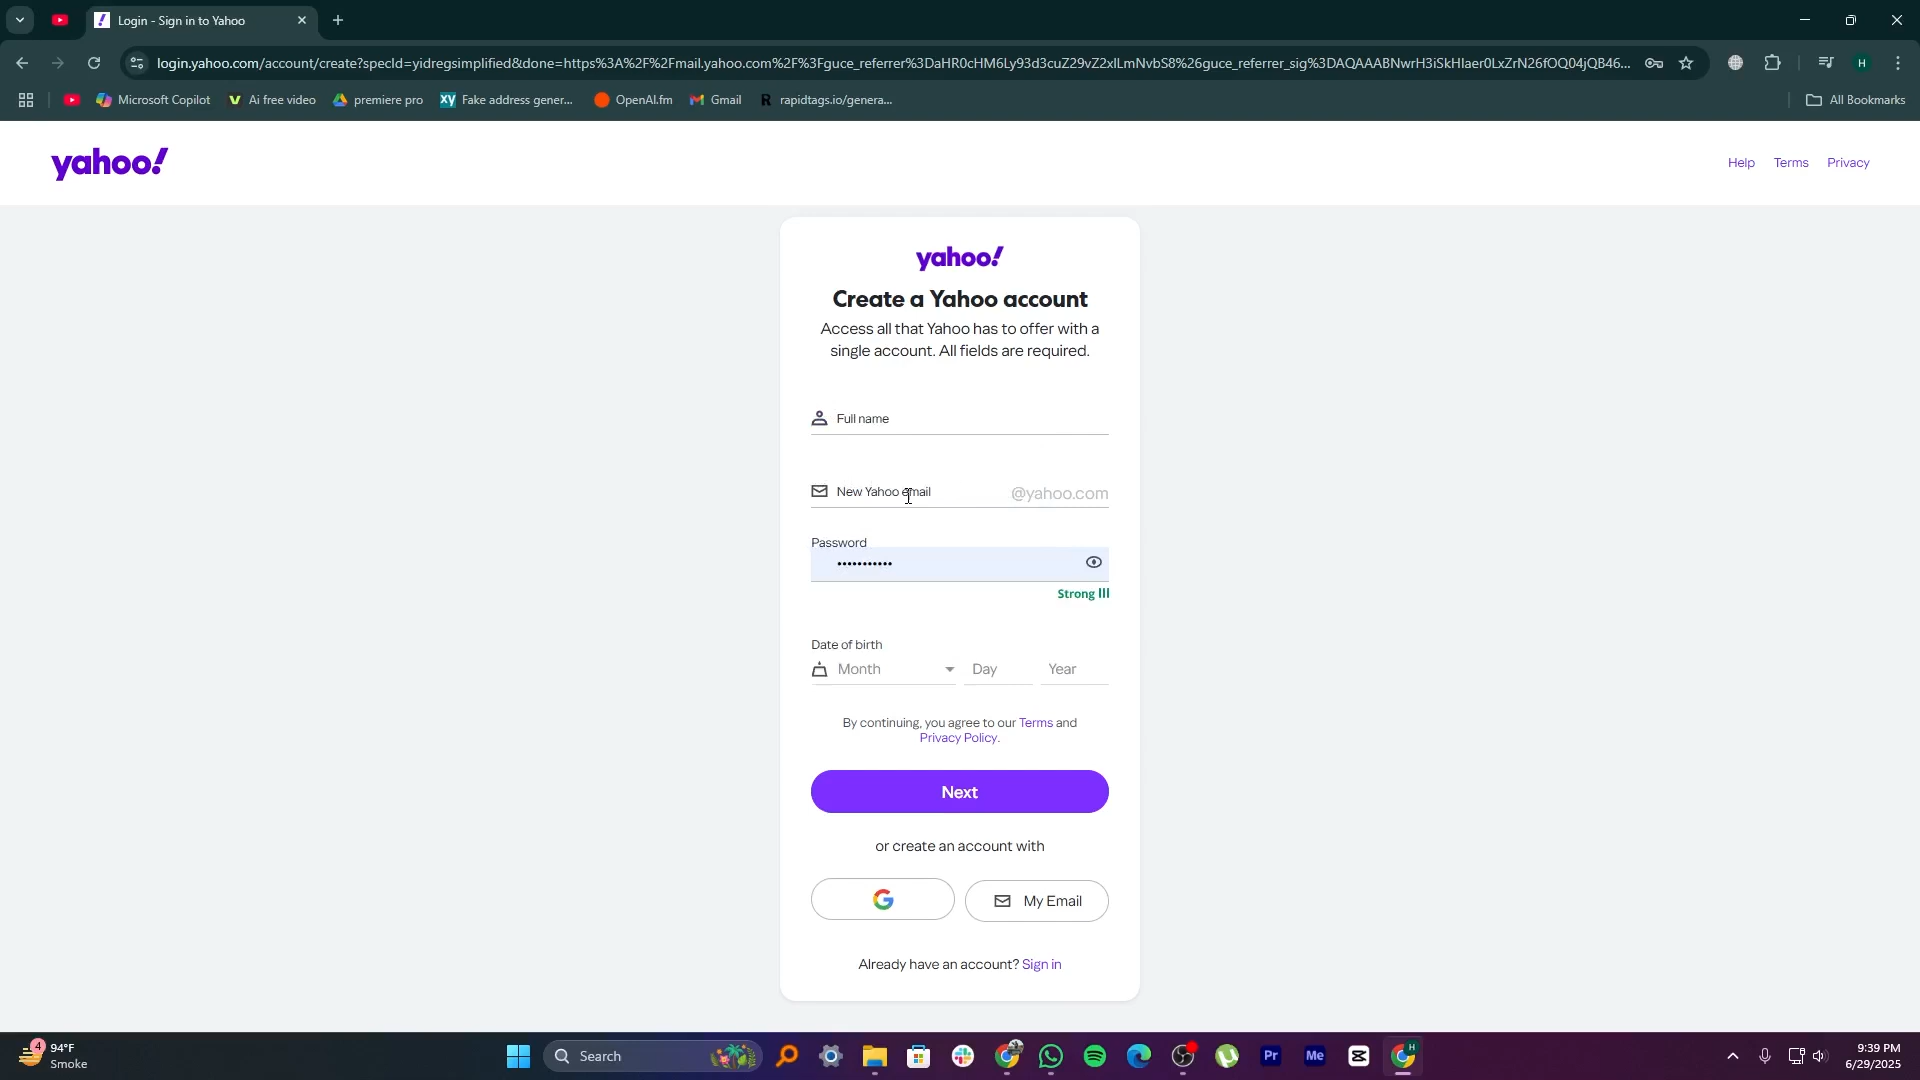 Login - Sign in to Yahoo
login.yahoo.com/account/create?specId=yidregsimplified&done=https%3A%2F%2Fmail.yahoo.com%2F%3Fguce_referrer%3DaHR0cHM6Ly93d3cuZ29vZ2xlLmNvbS8%26guce_referrer_sig%3DAQAAABNwrH3iSkHIaer0LxZrN26fOQ04jQB46...
H
Microsoft Copilot
Ai free video
premiere pro
XY Fake address gener...
OpenAI.fm
Gmail
R rapidtags.io/genera...
All Bookmarks
yahoo!
Help
Terms
Privacy
yahoo!
Create a Yahoo account
Access all that Yahoo has to offer with a
single account. All fields are required.
Full name
New Yahoo email
@yahoo.com
Password
•••••••••••
Strong
Date of birth
Month
Day
Year
By continuing, you agree to our Terms and
Privacy Policy.
Next
or create an account with
My Email
Already have an account? Sign in
4
94°F
Smoke
Search
Pr
Me
H
9:39 PM
6/29/2025